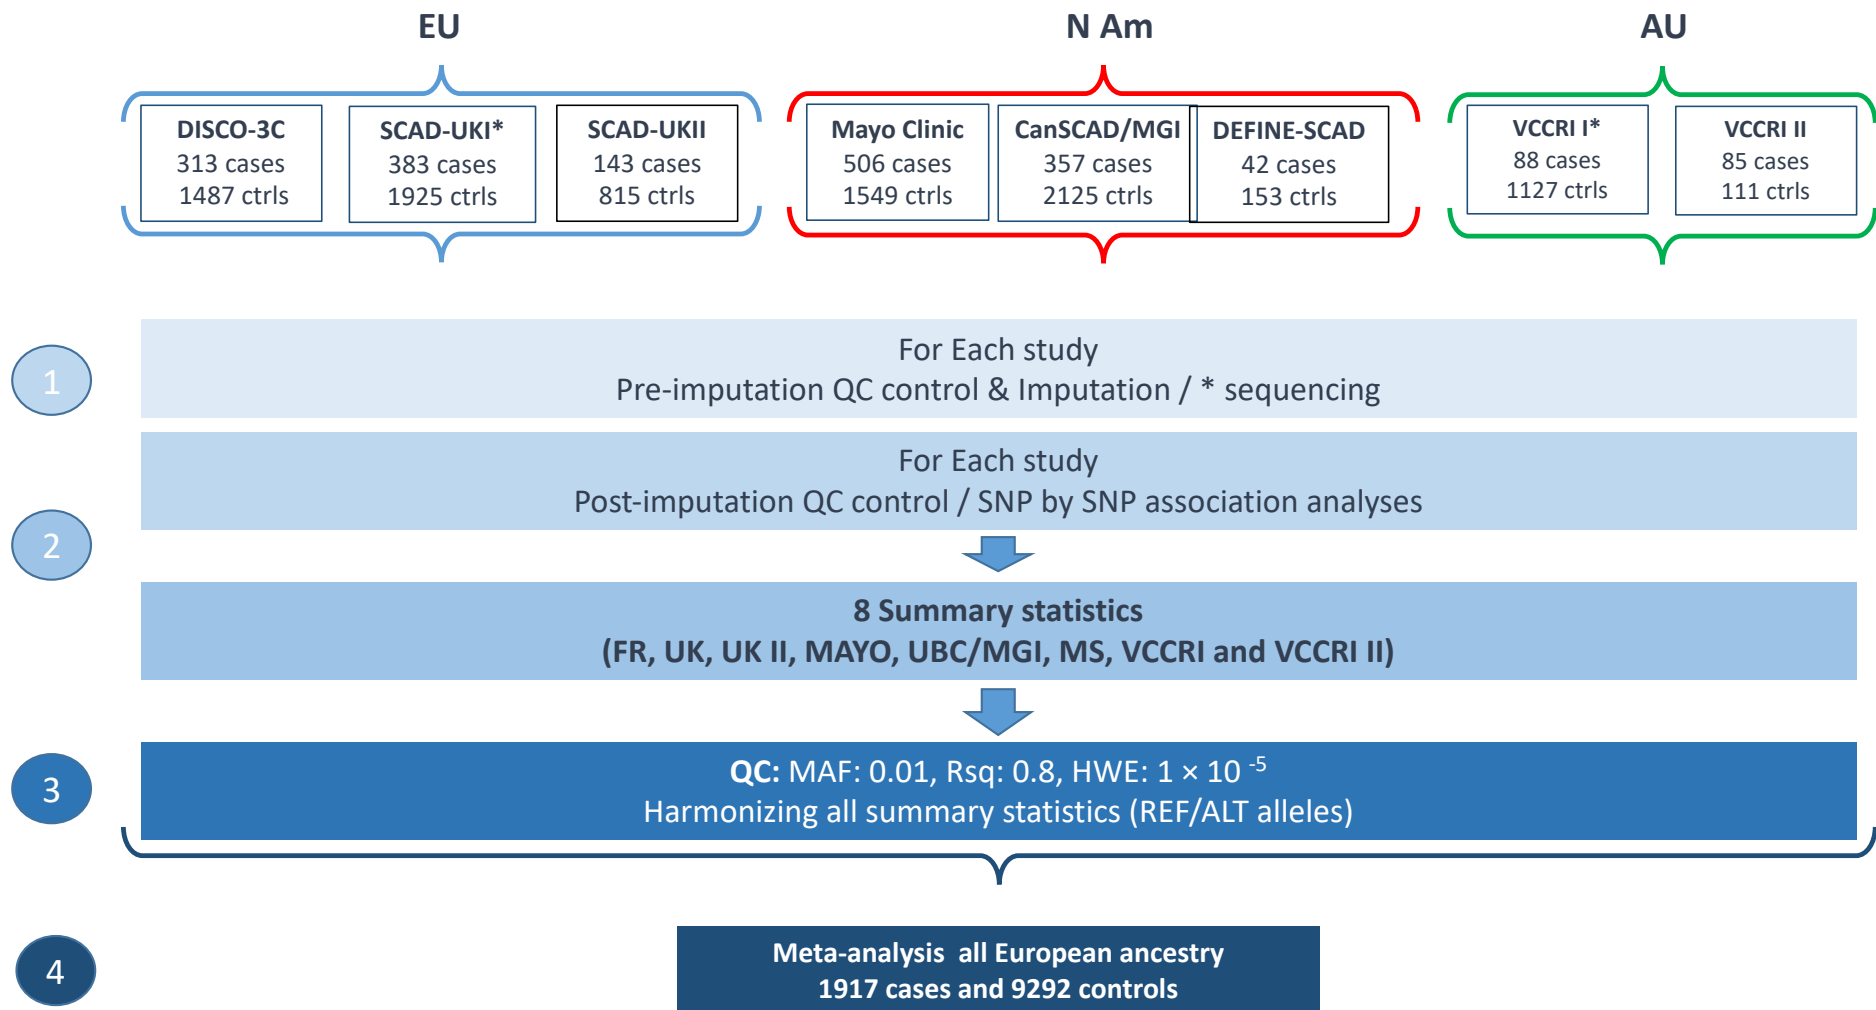 EU
N Am
AU
DISCO-3C
313 cases
1487 ctrls
SCAD-UKI*
383 cases
1925 ctrls
SCAD-UKII
143 cases
815 ctrls
Mayo Clinic
506 cases
1549 ctrls
CanSCAD/MGI
357 cases
2125 ctrls
DEFINE-SCAD
42 cases
153 ctrls
VCCRI I*
88 cases
1127 ctrls
VCCRI II
85 cases
111 ctrls
1
For Each study
Pre-imputation QC control & Imputation / * sequencing
2
For Each study
Post-imputation QC control / SNP by SNP association analyses
8 Summary statistics
(FR, UK, UK II, MAYO, UBC/MGI, MS, VCCRI and VCCRI II)
3
QC: MAF: 0.01, Rsq: 0.8, HWE: 1 × 10 ⁻⁵
Harmonizing all summary statistics (REF/ALT alleles)
4
Meta-analysis all European ancestry
1917 cases and 9292 controls